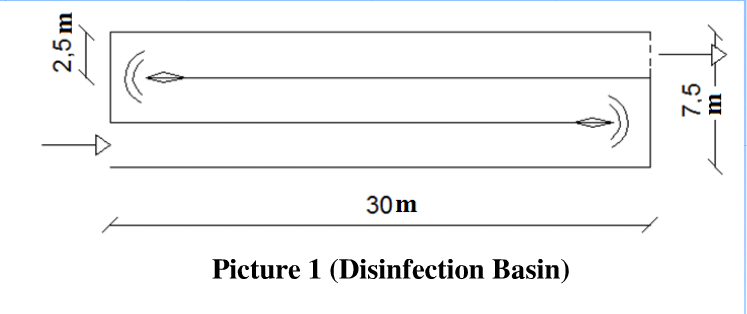 2,5 m
7,5 m
30 m
Picture 1 (Disinfection Basin)